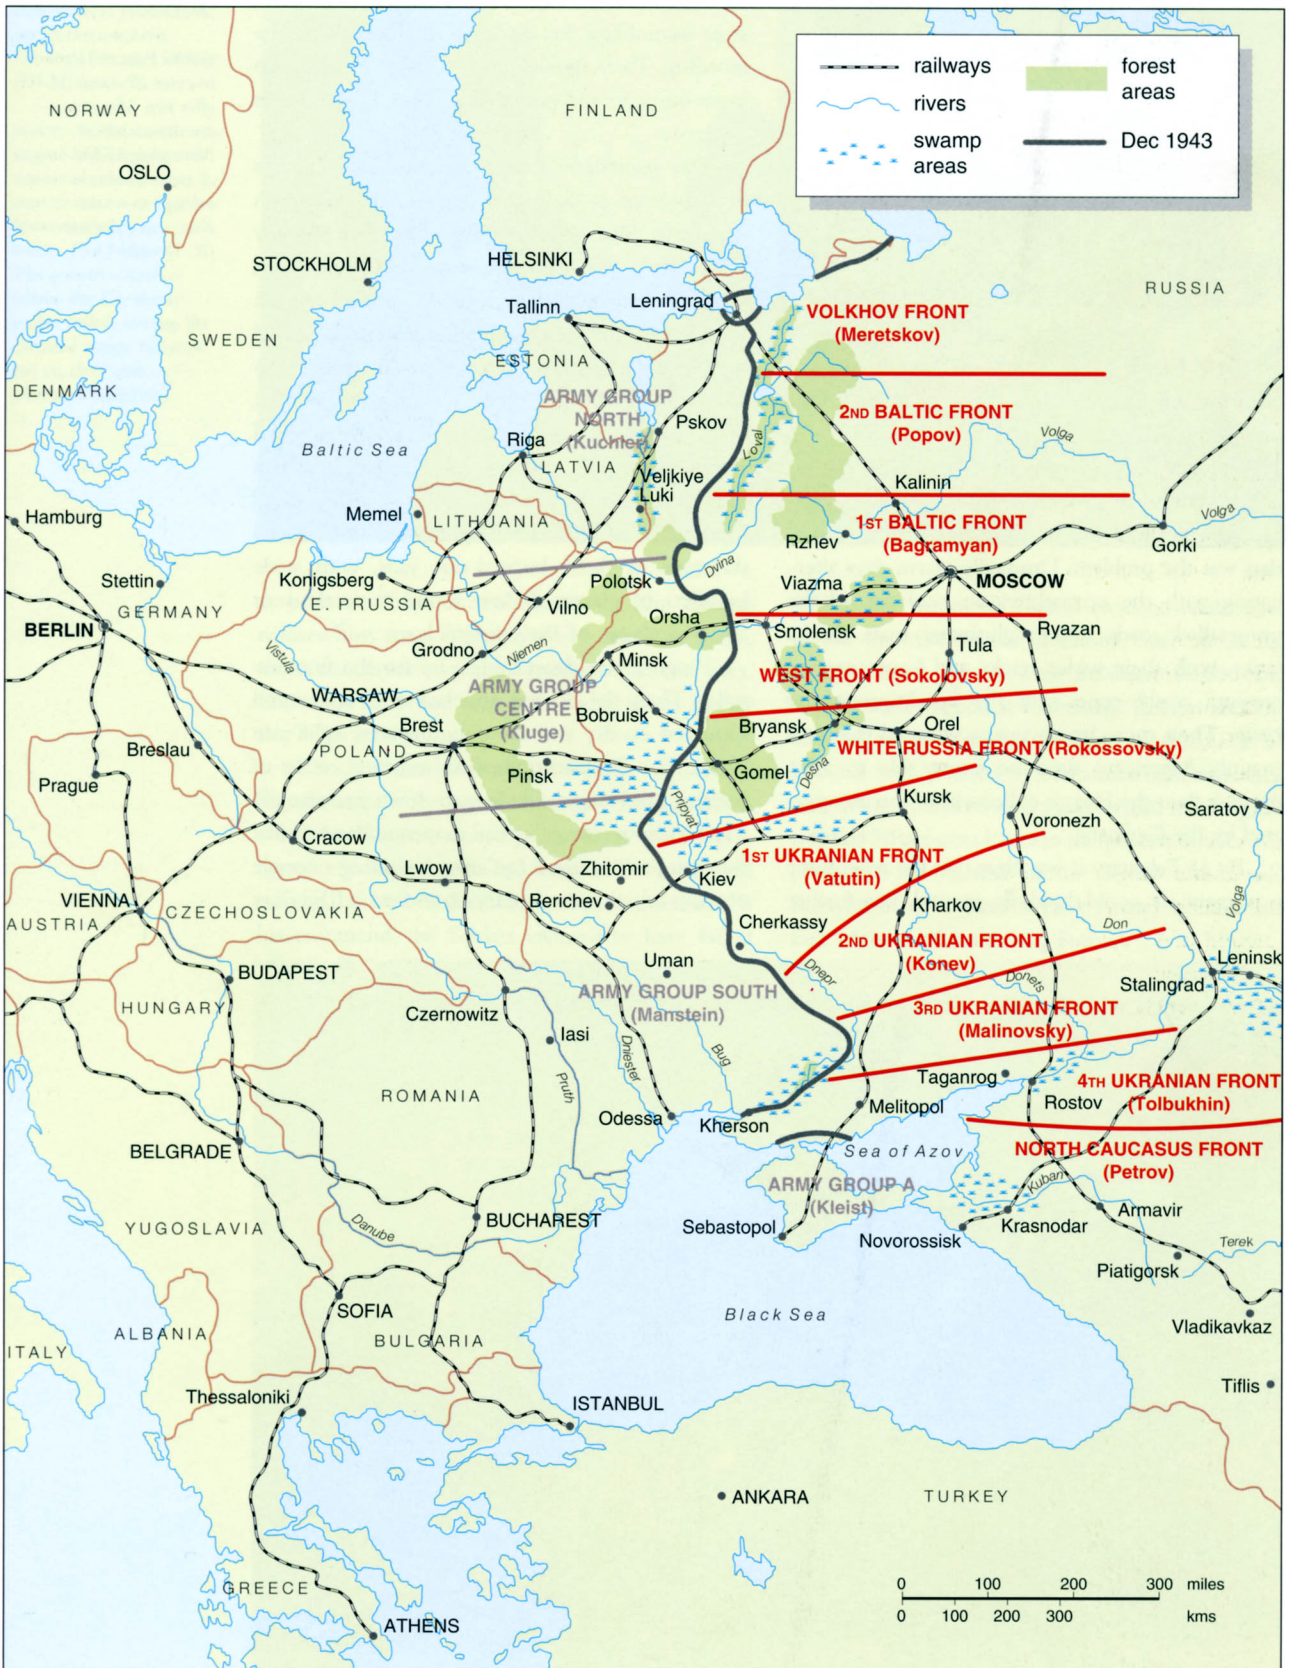 railways
rivers
swamp
areas
forest
areas
Dec 1943
NORWAY
FINLAND
OSLO
HELSINKI
STOCKHOLM
Leningrad
RUSSIA
Tallinn
VOLKHOV FRONT
(Meretskov)
SWEDEN
ESTONIA
DENMARK
ARMY GROUP
NORTH
(Kuchler)
2ND BALTIC FRONT
(Popov)
Pskov
Riga
Baltic Sea
Loval
Volga
LATVIA
Veljkiye
Luki
Kalinin
Hamburg
Memel
LITHUANIA
1ST BALTIC FRONT
(Bagramyan)
Volga
Rzhev
Gorki
Stettin
Konigsberg
Polotsk
Dvina
Viazma
MOSCOW
GERMANY
E. PRUSSIA
Vilno
Orsha
BERLIN
Smolensk
Ryazan
Grodno
Niemen
Minsk
Tula
Vistula
WARSAW
ARMY GROUP
CENTRE
(Kluge)
WEST FRONT (Sokolovsky)
Brest
Bobruisk
Bryansk
Orel
Breslau
POLAND
WHITE RUSSIA FRONT (Rokossovsky)
Prague
Pinsk
Gomel
Desna
Pripyat
Kursk
Saratov
Voronezh
Cracow
1ST UKRANIAN FRONT
(Vatutin)
Lwow
Zhitomir
Kiev
VIENNA
Berichev
Kharkov
Volga
AUSTRIA
CZECHOSLOVAKIA
Cherkassy
Don
2ND UKRANIAN FRONT
(Konev)
Uman
Leninsk
BUDAPEST
Dnepr
Donets
Stalingrad
ARMY GROUP SOUTH
(Manstein)
HUNGARY
Czernowitz
3RD UKRANIAN FRONT
(Malinovsky)
Iasi
Dniester
Bug
Pruth
Taganrog
4TH UKRANIAN FRONT
(Tolbukhin)
ROMANIA
Odessa
Kherson
Melitopol
Rostov
BELGRADE
Sea of Azov
NORTH CAUCASUS FRONT
(Petrov)
ARMY GROUP A
(Kleist)
Kuban
YUGOSLAVIA
Danube
BUCHAREST
Sebastopol
Novorossisk
Krasnodar
Armavir
Terek
Piatigorsk
SOFIA
Black Sea
Vladikavkaz
ALBANIA
BULGARIA
ITALY
Thessaloniki
ISTANBUL
Tiflis
ANKARA
TURKEY
GREECE
ATHENS
0 100 200 300 miles
0 100 200 300 kms